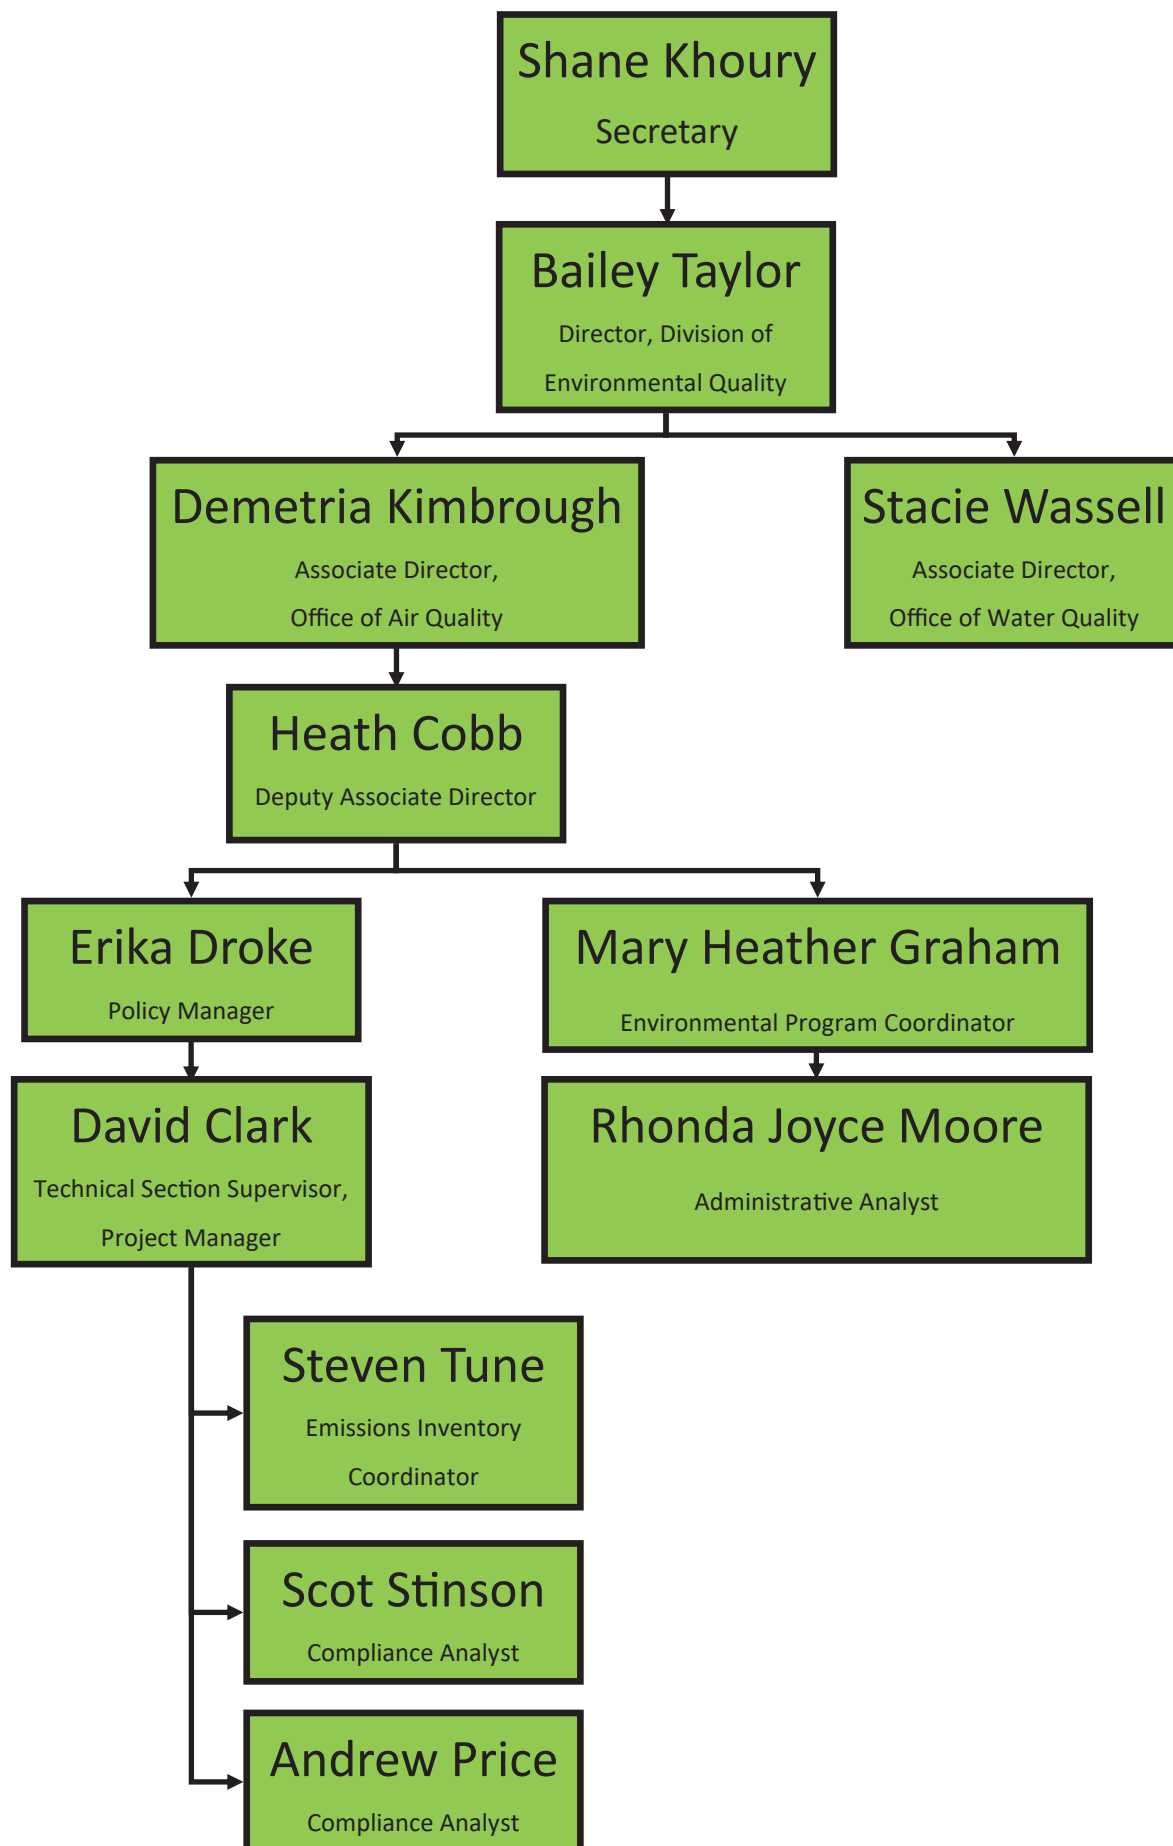 Shane Khoury
Secretary
Bailey Taylor
Director, Division of
Environmental Quality
Demetria Kimbrough
Associate Director,
Office of Air Quality
Stacie Wassell
Associate Director,
Office of Water Quality
Heath Cobb
Deputy Associate Director
Erika Droke
Policy Manager
Mary Heather Graham
Environmental Program Coordinator
David Clark
Technical Section Supervisor,
Project Manager
Rhonda Joyce Moore
Administrative Analyst
Steven Tune
Emissions Inventory
Coordinator
Scot Stinson
Compliance Analyst
Andrew Price
Compliance Analyst